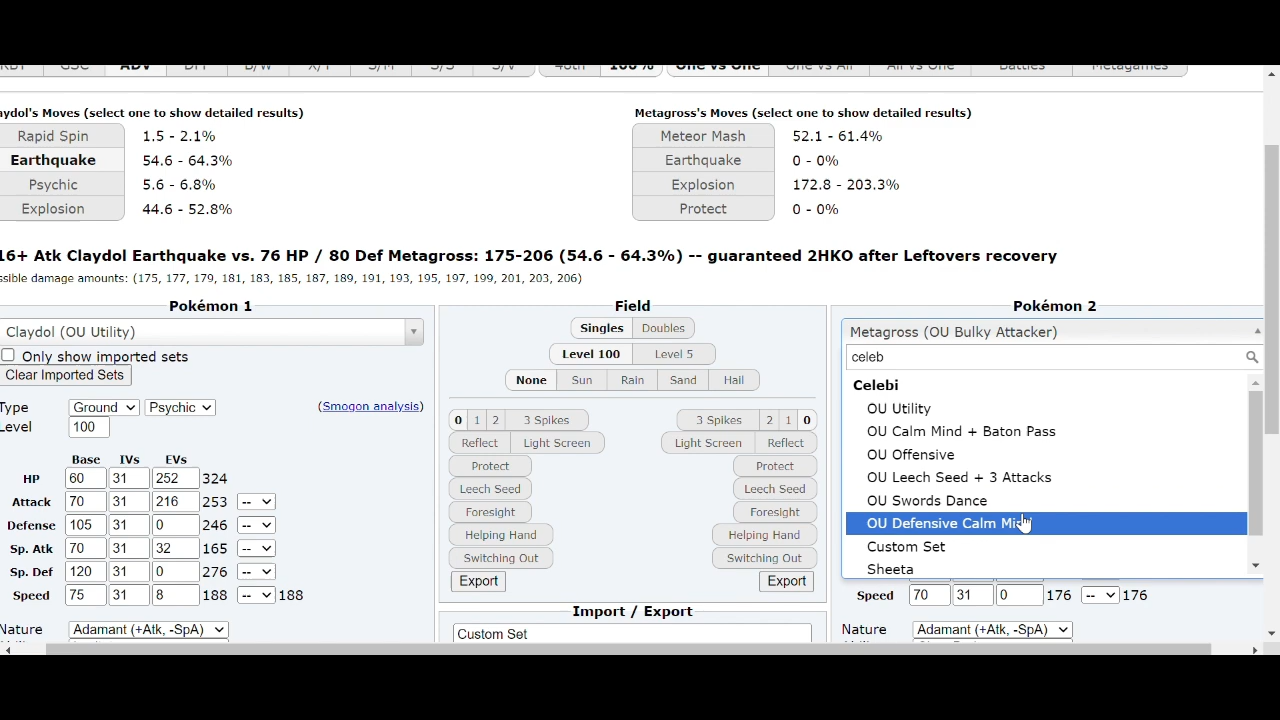 RBY GSC ADV DPP B/W X/Y S/M S/S S/V 48th 100% One vs One One vs All All vs One Battles Metagames
aydol's Moves (select one to show detailed results)
Metagross's Moves (select one to show detailed results)
Rapid Spin 1.5 - 2.1%
Meteor Mash 52.1 - 61.4%
Earthquake 54.6 - 64.3%
Earthquake 0 - 0%
Psychic 5.6 - 6.8%
Explosion 172.8 - 203.3%
Explosion 44.6 - 52.8%
Protect 0 - 0%
16+ Atk Claydol Earthquake vs. 76 HP / 80 Def Metagross: 175-206 (54.6 - 64.3%) -- guaranteed 2HKO after Leftovers recovery
ssible damage amounts: (175, 177, 179, 181, 183, 185, 187, 189, 191, 193, 195, 197, 199, 201, 203, 206)
Pokémon 1
Claydol (OU Utility)
Only show imported sets
Clear Imported Sets
Type Ground Psychic (Smogon analysis)
Level 100
Base IVs EVs
HP 60 31 252 324
Attack 70 31 216 253 --
Defense 105 31 0 246 --
Sp. Atk 70 31 32 165 --
Sp. Def 120 31 0 276 --
Speed 75 31 8 188 -- 188
Nature Adamant (+Atk, -SpA)
Field
Singles Doubles
Level 100 Level 5
None Sun Rain Sand Hail
0 1 2 3 Spikes 3 Spikes 2 1 0
Reflect Light Screen Light Screen Reflect
Protect Protect
Leech Seed Leech Seed
Foresight Foresight
Helping Hand Helping Hand
Switching Out Switching Out
Export Export
Import / Export
Custom Set
Pokémon 2
Metagross (OU Bulky Attacker)
celeb
Celebi
OU Utility
OU Calm Mind + Baton Pass
OU Offensive
OU Leech Seed + 3 Attacks
OU Swords Dance
OU Defensive Calm Mi
Custom Set
Sheeta
Speed 70 31 0 176 -- 176
Nature Adamant (+Atk, -SpA)